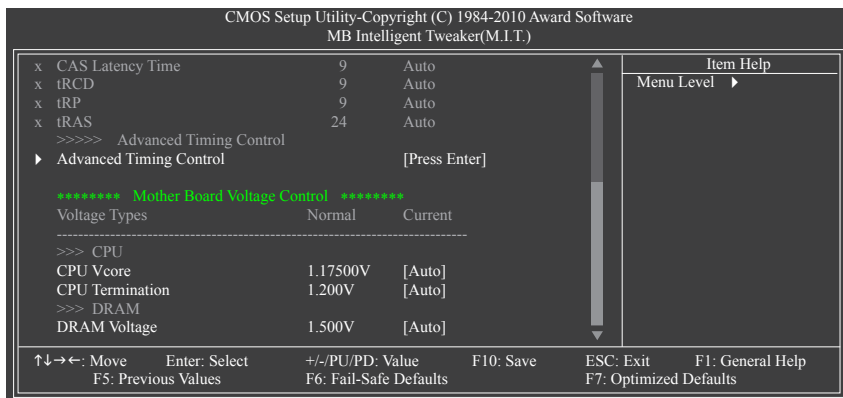 CMOS Setup Utility-Copyright (C) 1984-2010 Award Software
MB Intelligent Tweaker(M.I.T.)
x CAS Latency Time 9 Auto
x tRCD 9 Auto
x tRP 9 Auto
x tRAS 24 Auto
>>>>> Advanced Timing Control
Advanced Timing Control [Press Enter]
******** Mother Board Voltage Control ********
Voltage Types Normal Current
>>> CPU
CPU Vcore 1.17500V [Auto]
CPU Termination 1.200V [Auto]
>>> DRAM
DRAM Voltage 1.500V [Auto]
Item Help
Menu Level
↑↓→←: Move Enter: Select +/-/PU/PD: Value F10: Save ESC: Exit F1: General Help
F5: Previous Values F6: Fail-Safe Defaults F7: Optimized Defaults